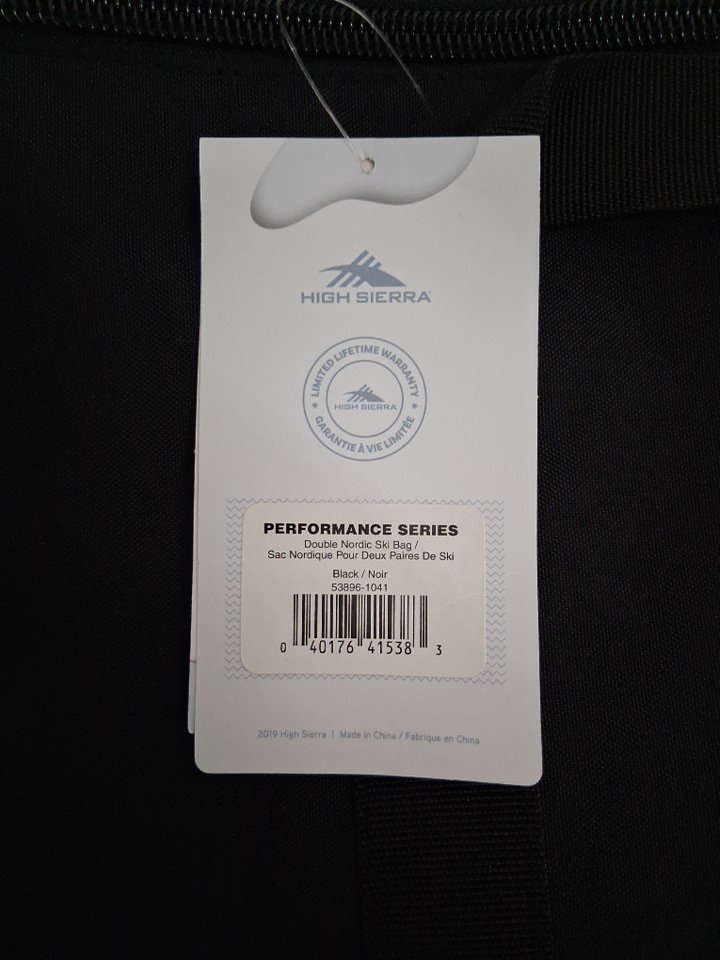 HIGH SIERRA
LIMITED LIFETIME WARRANTY
HIGH SIERRA
GARANTIE À VIE LIMITÉE
PERFORMANCE SERIES
Double Nordic Ski Bag /
Sac Nordique Pour Deux Paires De Ski
Black / Noir
53896-1041
0 40176 41538 3
2019 High Sierra | Made in China / Fabrique en China